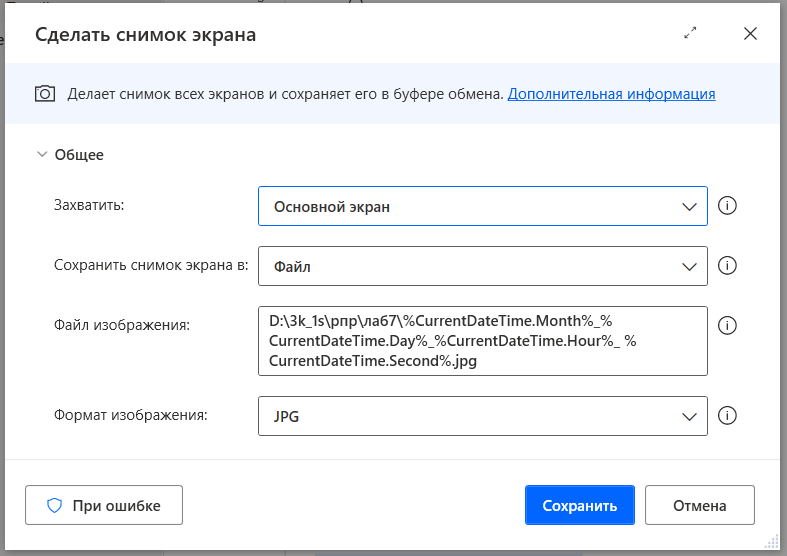 Сделать снимок экрана
Делает снимок всех экранов и сохраняет его в буфере обмена. Дополнительная информация
Общее
Захватить:
Основной экран
Сохранить снимок экрана в:
Файл
Файл изображения:
D:\3k_1s\рпр\ла67\%CurrentDateTime.Month%_%
CurrentDateTime.Day%_%CurrentDateTime.Hour%_ %
CurrentDateTime.Second%.jpg
Формат изображения:
JPG
При ошибке
Сохранить
Отмена